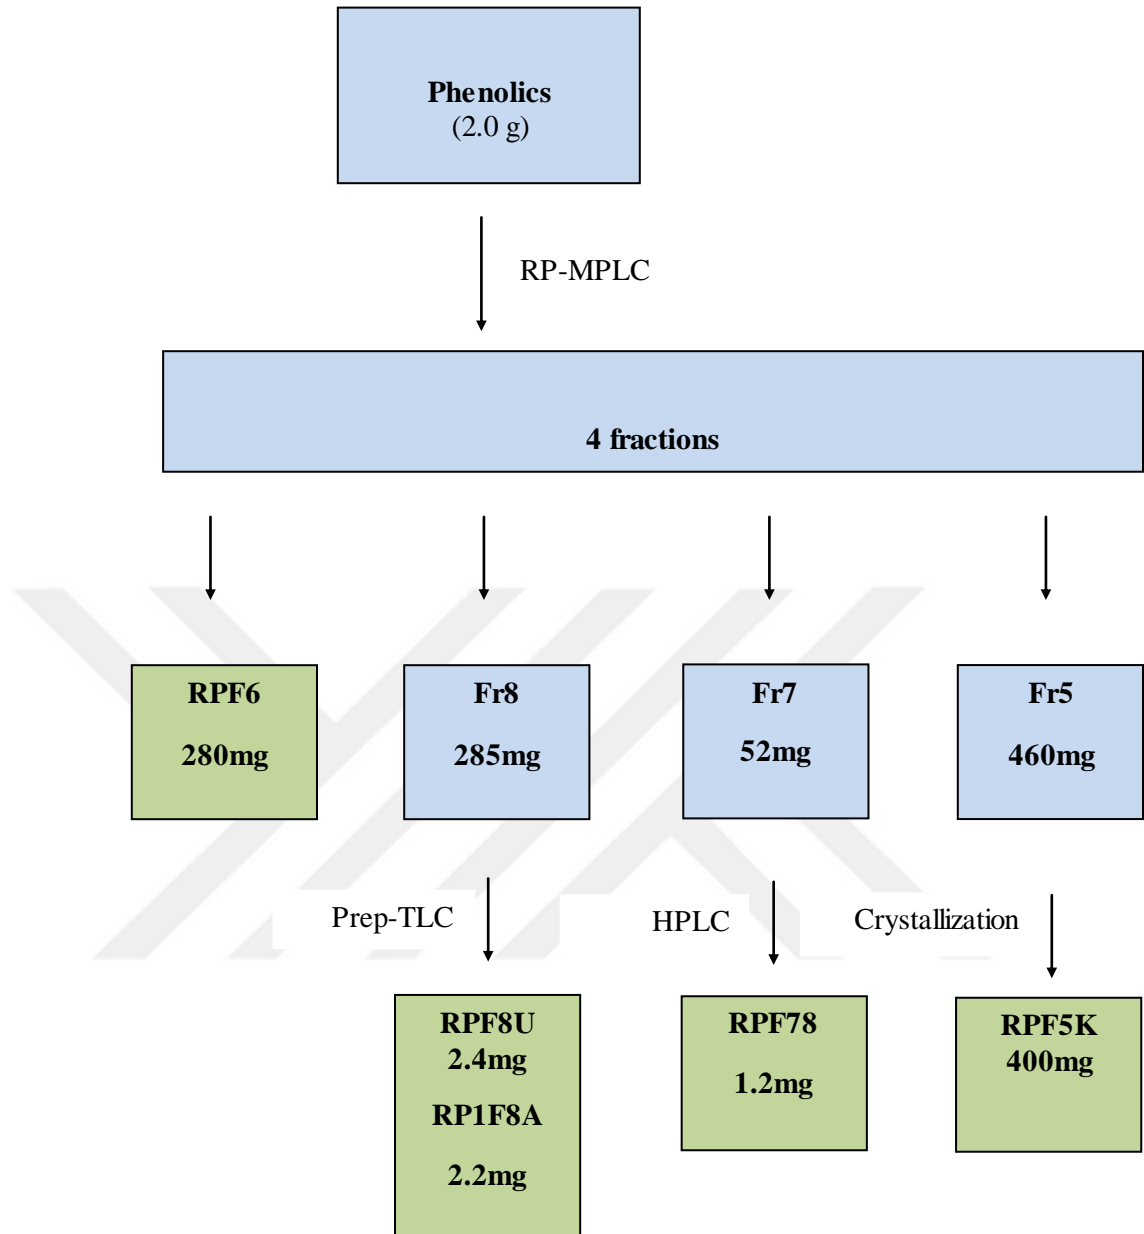 Phenolics
(2.0 g)
RP-MPLC
4 fractions
RPF6
280mg
Fr8
285mg
Fr7
52mg
Fr5
460mg
Prep-TLC
HPLC
Crystallization
RPF8U
2.4mg
RP1F8A
2.2mg
RPF78
1.2mg
RPF5K
400mg